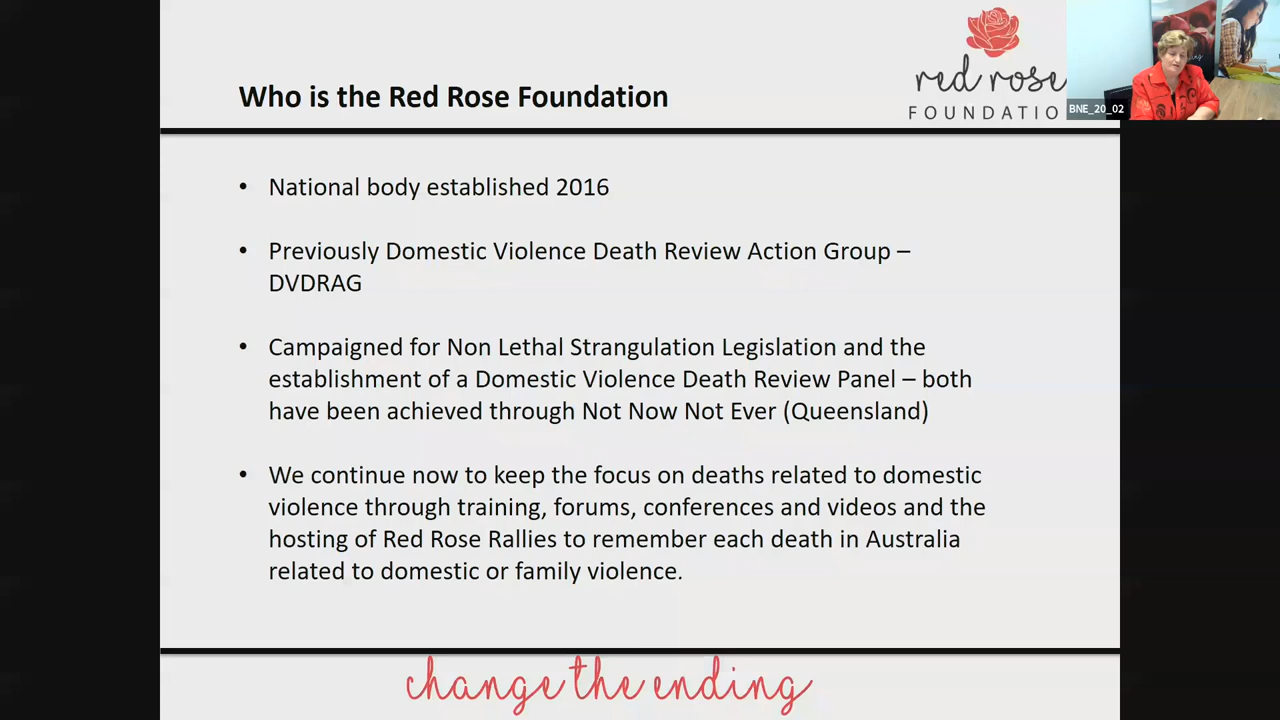 Who is the Red Rose Foundation
red rose
FOUNDATIO
BNE_20_02
• National body established 2016
• Previously Domestic Violence Death Review Action Group –
DVDRAG
• Campaigned for Non Lethal Strangulation Legislation and the
establishment of a Domestic Violence Death Review Panel – both
have been achieved through Not Now Not Ever (Queensland)
• We continue now to keep the focus on deaths related to domestic
violence through training, forums, conferences and videos and the
hosting of Red Rose Rallies to remember each death in Australia
related to domestic or family violence.
change the ending